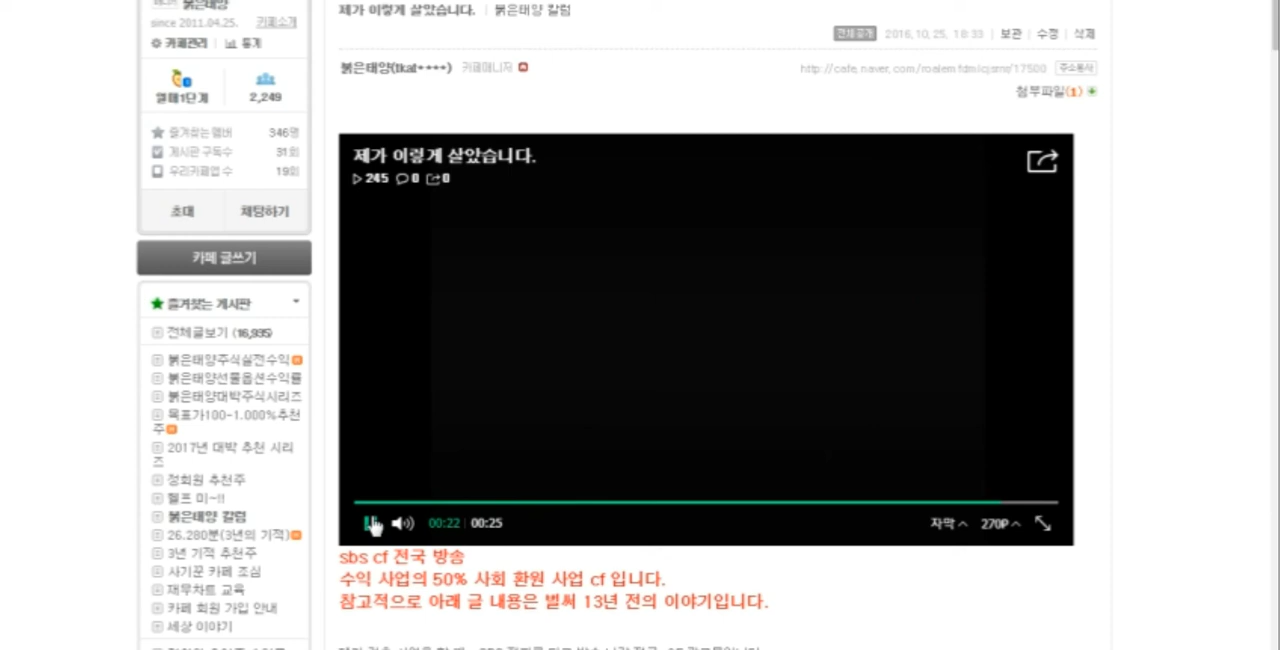 붉은태양
since 2011.04.25. 카페소개
카페관리 통계
열매1단계 2,249
즐겨찾는 멤버 346명
게시판 구독수 31회
우리카페앱 수 19회
초대 채팅하기
카페 글쓰기
즐겨찾는 게시판
전체글보기 (16,995)
붉은태양주식실전수익
붉은태양선물옵션수익률
붉은태양대박주식시리즈
목표가100~1.000%추천
주
2017년 대박 추천 시리
즈
정회원 추천주
헬프 미~!!
붉은태양 칼럼
26.280분(3년의 기적)
3년 기적 추천주
사기꾼 카페 조심
재무차트 교육
카페 회원 가입 안내
세상 이야기
제가 이렇게 살았습니다. | 붉은태양 칼럼
전체공개 2016.10.25. 18:33 | 보관 | 수정 | 삭제
붉은태양(tkat****) 카페매니저
주소복사
첨부파일(1)
제가 이렇게 살았습니다.
245 0 0
00:22 | 00:25 자막 270P
sbs cf 전국 방송
수익 사업의 50% 사회 환원 사업 cf 입니다.
참고적으로 아래 글 내용은 벌써 13년 전의 이야기입니다.